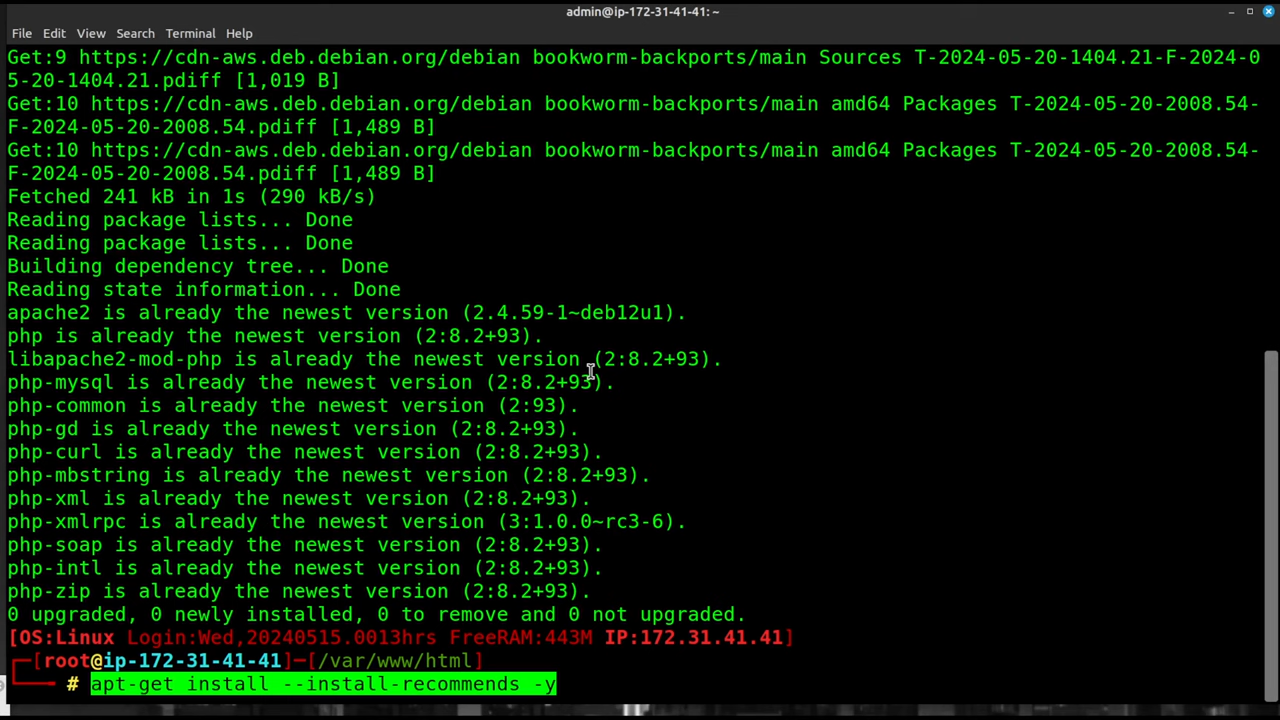 admin@ip-172-31-41-41: ~
File Edit View Search Terminal Help
Get:9 https://cdn-aws.deb.debian.org/debian bookworm-backports/main Sources T-2024-05-20-1404.21-F-2024-0
5-20-1404.21.pdiff [1,019 B]
Get:10 https://cdn-aws.deb.debian.org/debian bookworm-backports/main amd64 Packages T-2024-05-20-2008.54-
F-2024-05-20-2008.54.pdiff [1,489 B]
Get:10 https://cdn-aws.deb.debian.org/debian bookworm-backports/main amd64 Packages T-2024-05-20-2008.54-
F-2024-05-20-2008.54.pdiff [1,489 B]
Fetched 241 kB in 1s (290 kB/s)
Reading package lists... Done
Reading package lists... Done
Building dependency tree... Done
Reading state information... Done
apache2 is already the newest version (2.4.59-1~deb12u1).
php is already the newest version (2:8.2+93).
libapache2-mod-php is already the newest version (2:8.2+93).
php-mysql is already the newest version (2:8.2+93).
php-common is already the newest version (2:93).
php-gd is already the newest version (2:8.2+93).
php-curl is already the newest version (2:8.2+93).
php-mbstring is already the newest version (2:8.2+93).
php-xml is already the newest version (2:8.2+93).
php-xmlrpc is already the newest version (3:1.0.0~rc3-6).
php-soap is already the newest version (2:8.2+93).
php-intl is already the newest version (2:8.2+93).
php-zip is already the newest version (2:8.2+93).
0 upgraded, 0 newly installed, 0 to remove and 0 not upgraded.
[OS:Linux Login:Wed,20240515.0013hrs FreeRAM:443M IP:172.31.41.41]
┌─[root@ip-172-31-41-41]─[/var/www/html]
└──╼ # apt-get install --install-recommends -y